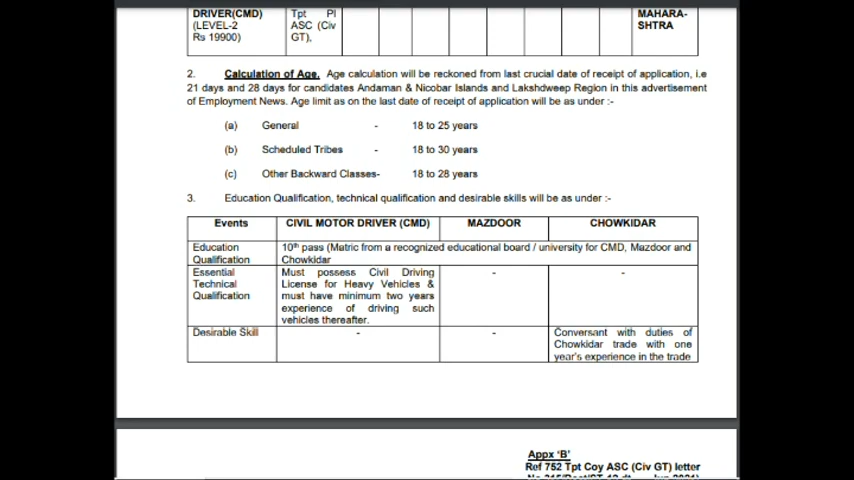 DRIVER(CMD)
(LEVEL-2
Rs 19900)
Tpt Pl
ASC (Civ
GT),
MAHARA-
SHTRA
2. Calculation of Age. Age calculation will be reckoned from last crucial date of receipt of application, i.e
21 days and 28 days for candidates Andaman & Nicobar Islands and Lakshdweep Region in this advertisement
of Employment News. Age limit as on the last date of receipt of application will be as under :-
(a) General - 18 to 25 years
(b) Scheduled Tribes - 18 to 30 years
(c) Other Backward Classes- 18 to 28 years
3. Education Qualification, technical qualification and desirable skills will be as under :-
Events CIVIL MOTOR DRIVER (CMD) MAZDOOR CHOWKIDAR
Education
Qualification
10th pass (Matric from a recognized educational board / university for CMD, Mazdoor and
Chowkidar
Essential
Technical
Qualification
Must possess Civil Driving
License for Heavy Vehicles &
must have minimum two years
experience of driving such
vehicles thereafter.
- -
Desirable Skill - -
Conversant with duties of
Chowkidar trade with one
year's experience in the trade
Appx 'B'
Ref 752 Tpt Coy ASC (Civ GT) letter